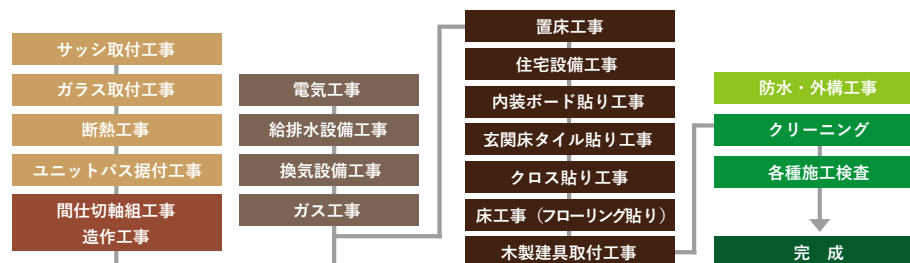 サッシ取付工事
ガラス取付工事
断熱工事
ユニットバス据付工事
間仕切軸組工事
造作工事
電気工事
給排水設備工事
換気設備工事
ガス工事
置床工事
住宅設備工事
内装ボード貼り工事
玄関床タイル貼り工事
クロス貼り工事
床工事（フローリング貼り）
木製建具取付工事
防水・外構工事
クリーニング
各種施工検査
完　成